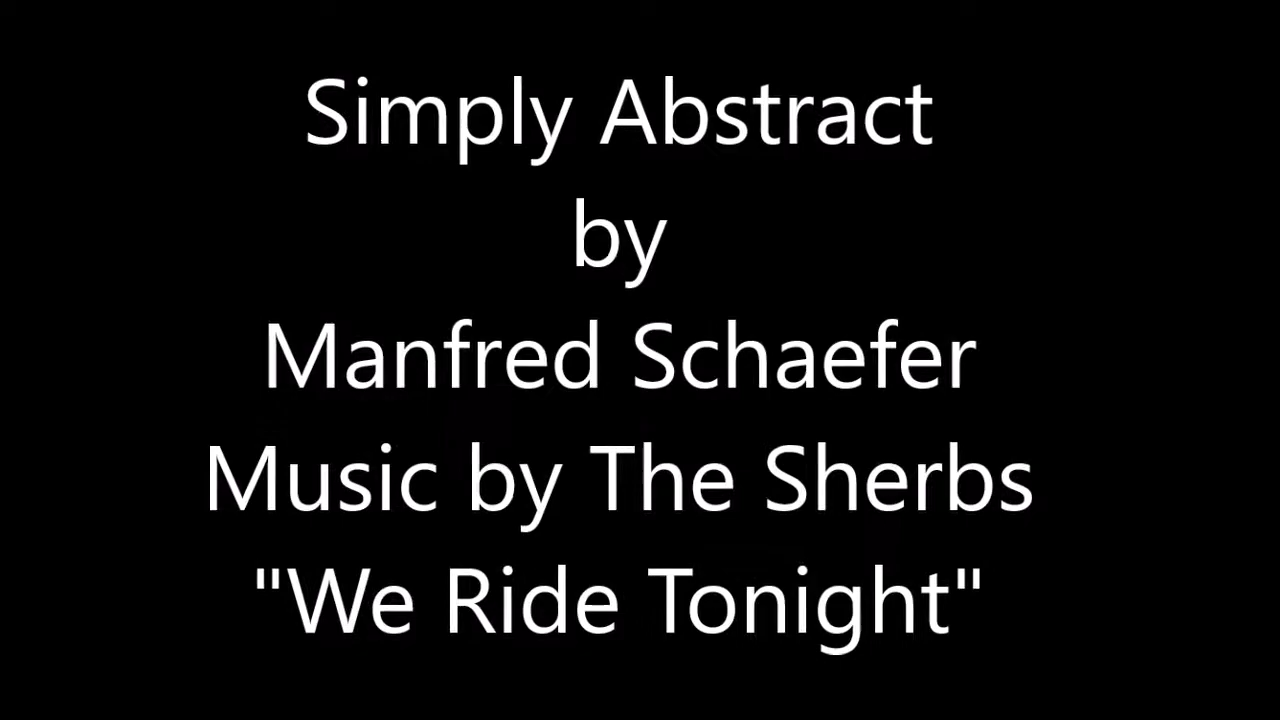 Simply Abstract
by
Manfred Schaefer
Music by The Sherbs
"We Ride Tonight"